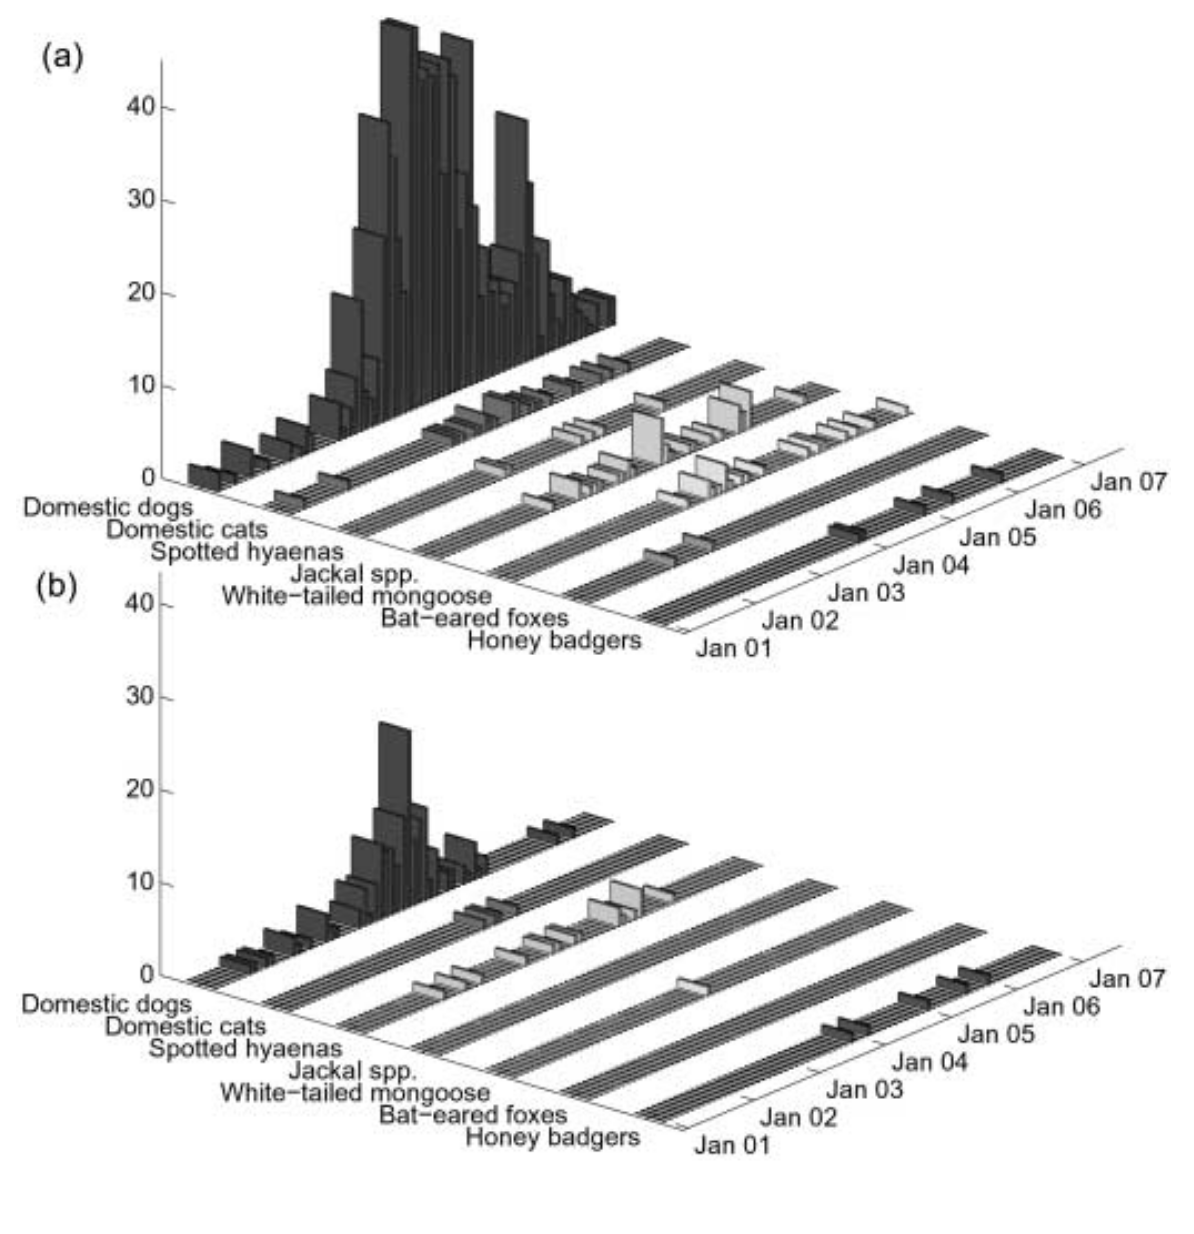 (a)
40
30
20
10
0
Domestic dogs
Domestic cats
Spotted hyaenas
Jackal spp.
White-tailed mongoose
Bat-eared foxes
Honey badgers
Jan 01
Jan 02
Jan 03
Jan 04
Jan 05
Jan 06
Jan 07
(b)
40
30
20
10
0
Domestic dogs
Domestic cats
Spotted hyaenas
Jackal spp.
White-tailed mongoose
Bat-eared foxes
Honey badgers
Jan 01
Jan 02
Jan 03
Jan 04
Jan 05
Jan 06
Jan 07